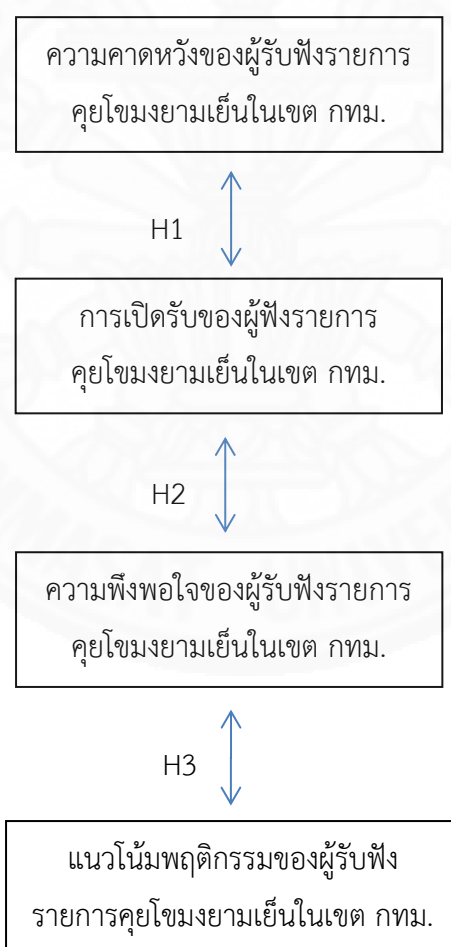 ความคาดหวังของผู้รับฟังรายการ
คุยโขมงยามเย็นในเขต กทม.
H1
การเปิดรับของผู้ฟังรายการ
คุยโขมงยามเย็นในเขต กทม.
H2
ความพึงพอใจของผู้รับฟังรายการ
คุยโขมงยามเย็นในเขต กทม.
H3
แนวโน้มพฤติกรรมของผู้รับฟัง
รายการคุยโขมงยามเย็นในเขต กทม.